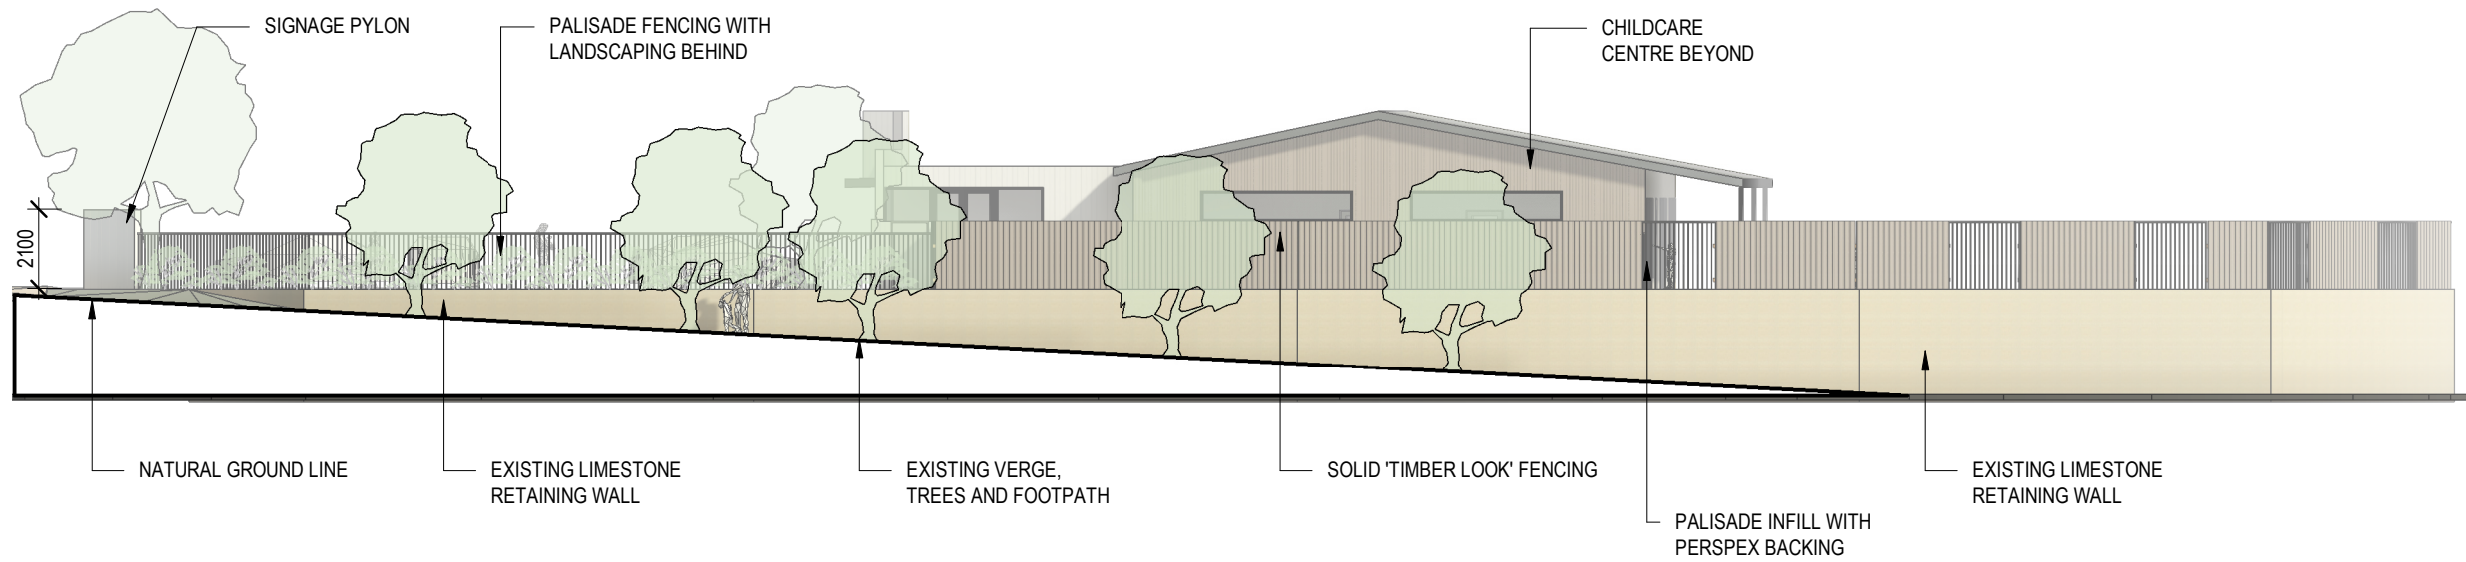 SIGNAGE PYLON
PALISADE FENCING WITH
LANDSCAPING BEHIND
CHILDCARE
CENTRE BEYOND
2100
NATURAL GROUND LINE
EXISTING LIMESTONE
RETAINING WALL
EXISTING VERGE,
TREES AND FOOTPATH
SOLID 'TIMBER LOOK' FENCING
PALISADE INFILL WITH
PERSPEX BACKING
EXISTING LIMESTONE
RETAINING WALL